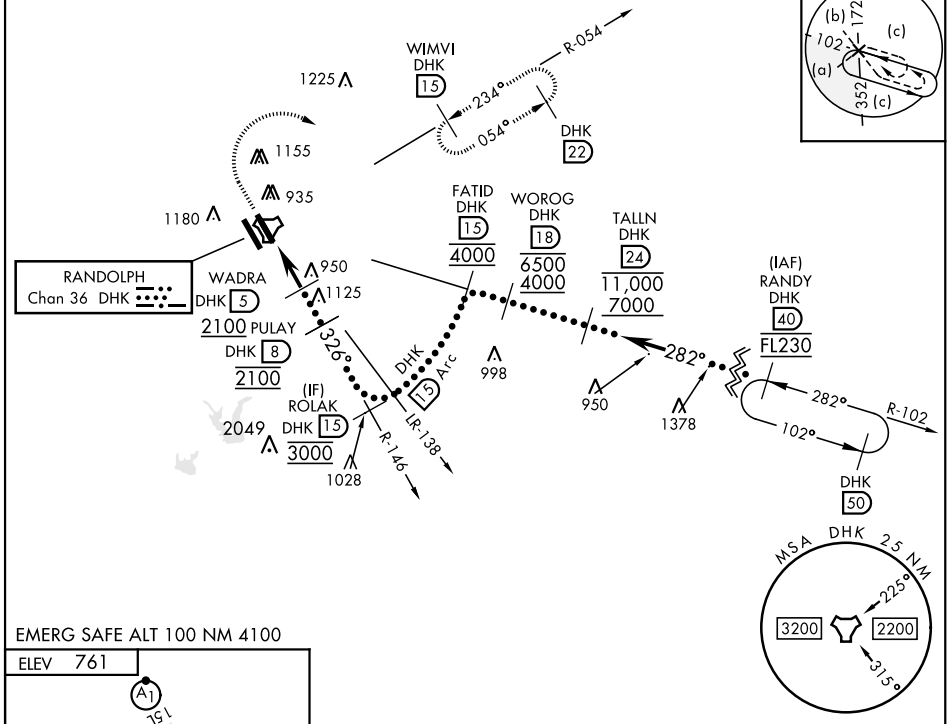 WIMVI
DHK
15
R-054
234°
054°
DHK
22
(b)
172
(c)
102
(a)
352
(c)
1225
1155
935
1180
RANDOLPH
Chan 36 DHK
950
1125
WADRA
DHK 5
2100
PULAY
DHK 8
2100
326°
(IF)
ROLAK
DHK 15
3000
2049
1028
R-146
LR-138
DHK
15 Arc
998
FATID
DHK
15
4000
WOROG
DHK
18
6500
4000
TALLN
DHK
24
11,000
7000
950
1378
282°
(IAF)
RANDY
DHK
40
FL230
282°
102°
R-102
DHK
50
MSA DHK 25 NM
225°
3200
2200
315°
EMERG SAFE ALT 100 NM 4100
ELEV 761
A1
15L